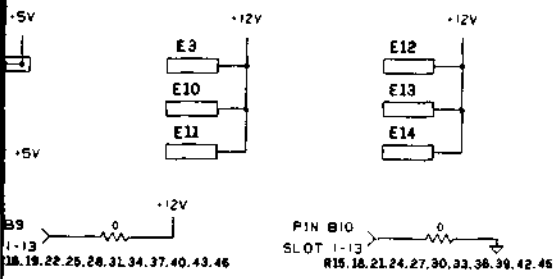 +5V
+12V
+12V
E9
E12
E10
E13
E11
E14
+5V
+12V
B9
0
PIN B10
0
1-13
SLOT 1-13
R16,19,22,25,28,31,34,37,40,43,46
R15,18,21,24,27,30,33,36,39,42,45